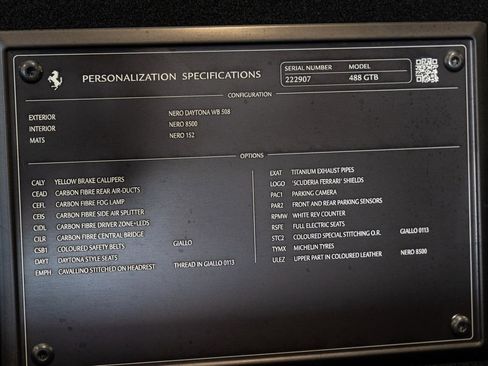 PERSONALIZATION SPECIFICATIONS
SERIAL NUMBER MODEL
222907 488 GTB
CONFIGURATION
EXTERIOR NERO DAYTONA WB 508
INTERIOR NERO 8500
MATS NERO 152
OPTIONS
CALY YELLOW BRAKE CALLIPERS
CEAD CARBON FIBRE REAR AIR-DUCTS
CEFL CARBON FIBRE FOG LAMP
CEIS CARBON FIBRE SIDE AIR SPLITTER
CIDL CARBON FIBRE DRIVER ZONE+LEDS
CILR CARBON FIBRE CENTRAL BRIDGE
CSB1 COLOURED SAFETY BELTS GIALLO
DAYT DAYTONA STYLE SEATS
EMPH CAVALLINO STITCHED ON HEADREST THREAD IN GIALLO 0113
EXAT TITANIUM EXHAUST PIPES
LOGO 'SCUDERIA FERRARI' SHIELDS
PAC1 PARKING CAMERA
PAR2 FRONT AND REAR PARKING SENSORS
RPMW WHITE REV COUNTER
RSFE FULL ELECTRIC SEATS
STC2 COLOURED SPECIAL STITCHING O.R. GIALLO 0113
TYMX MICHELIN TYRES
ULEZ UPPER PART IN COLOURED LEATHER NERO 8500